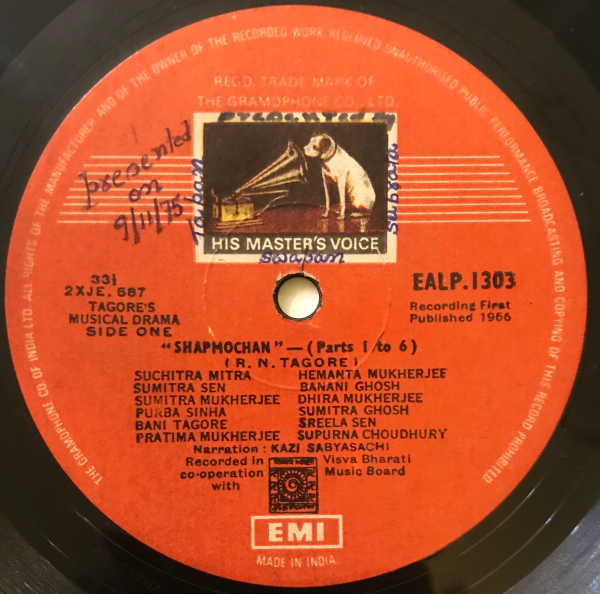 THE GRAMOPHONE CO OF INDIA LTD. ALL RIGHTS OF THE MANUFACTURER AND OF THE OWNER OF THE RECORDED WORK RESERVED UNAUTHORISED PUBLIC PERFORMANCE BROADCASTING AND COPYING OF THIS RECORD PROHIBITED
REGD. TRADE MARK OF
THE GRAMOPHONE CO., LTD.
presented by
presented
on
9/11/75
Tapan
Swapan
HIS MASTER'S VOICE
33⅓
2XJE. 587
TAGORE'S
MUSICAL DRAMA
SIDE ONE
EALP.1303
Recording First
Published 1966
"SHAPMOCHAN" — (Parts 1 to 6)
(R. N. TAGORE)
SUCHITRA MITRA HEMANTA MUKHERJEE
SUMITRA SEN BANANI GHOSH
SUMITRA MUKHERJEE DHIRA MUKHERJEE
PURBA SINHA SUMITRA GHOSH
BANI TAGORE SREELA SEN
PRATIMA MUKHERJEE SUPURNA CHOUDHURY
Narration : KAZI SABYASACHI
Recorded in Visva Bharati
co-operation Music Board
with
EMI
MADE IN INDIA